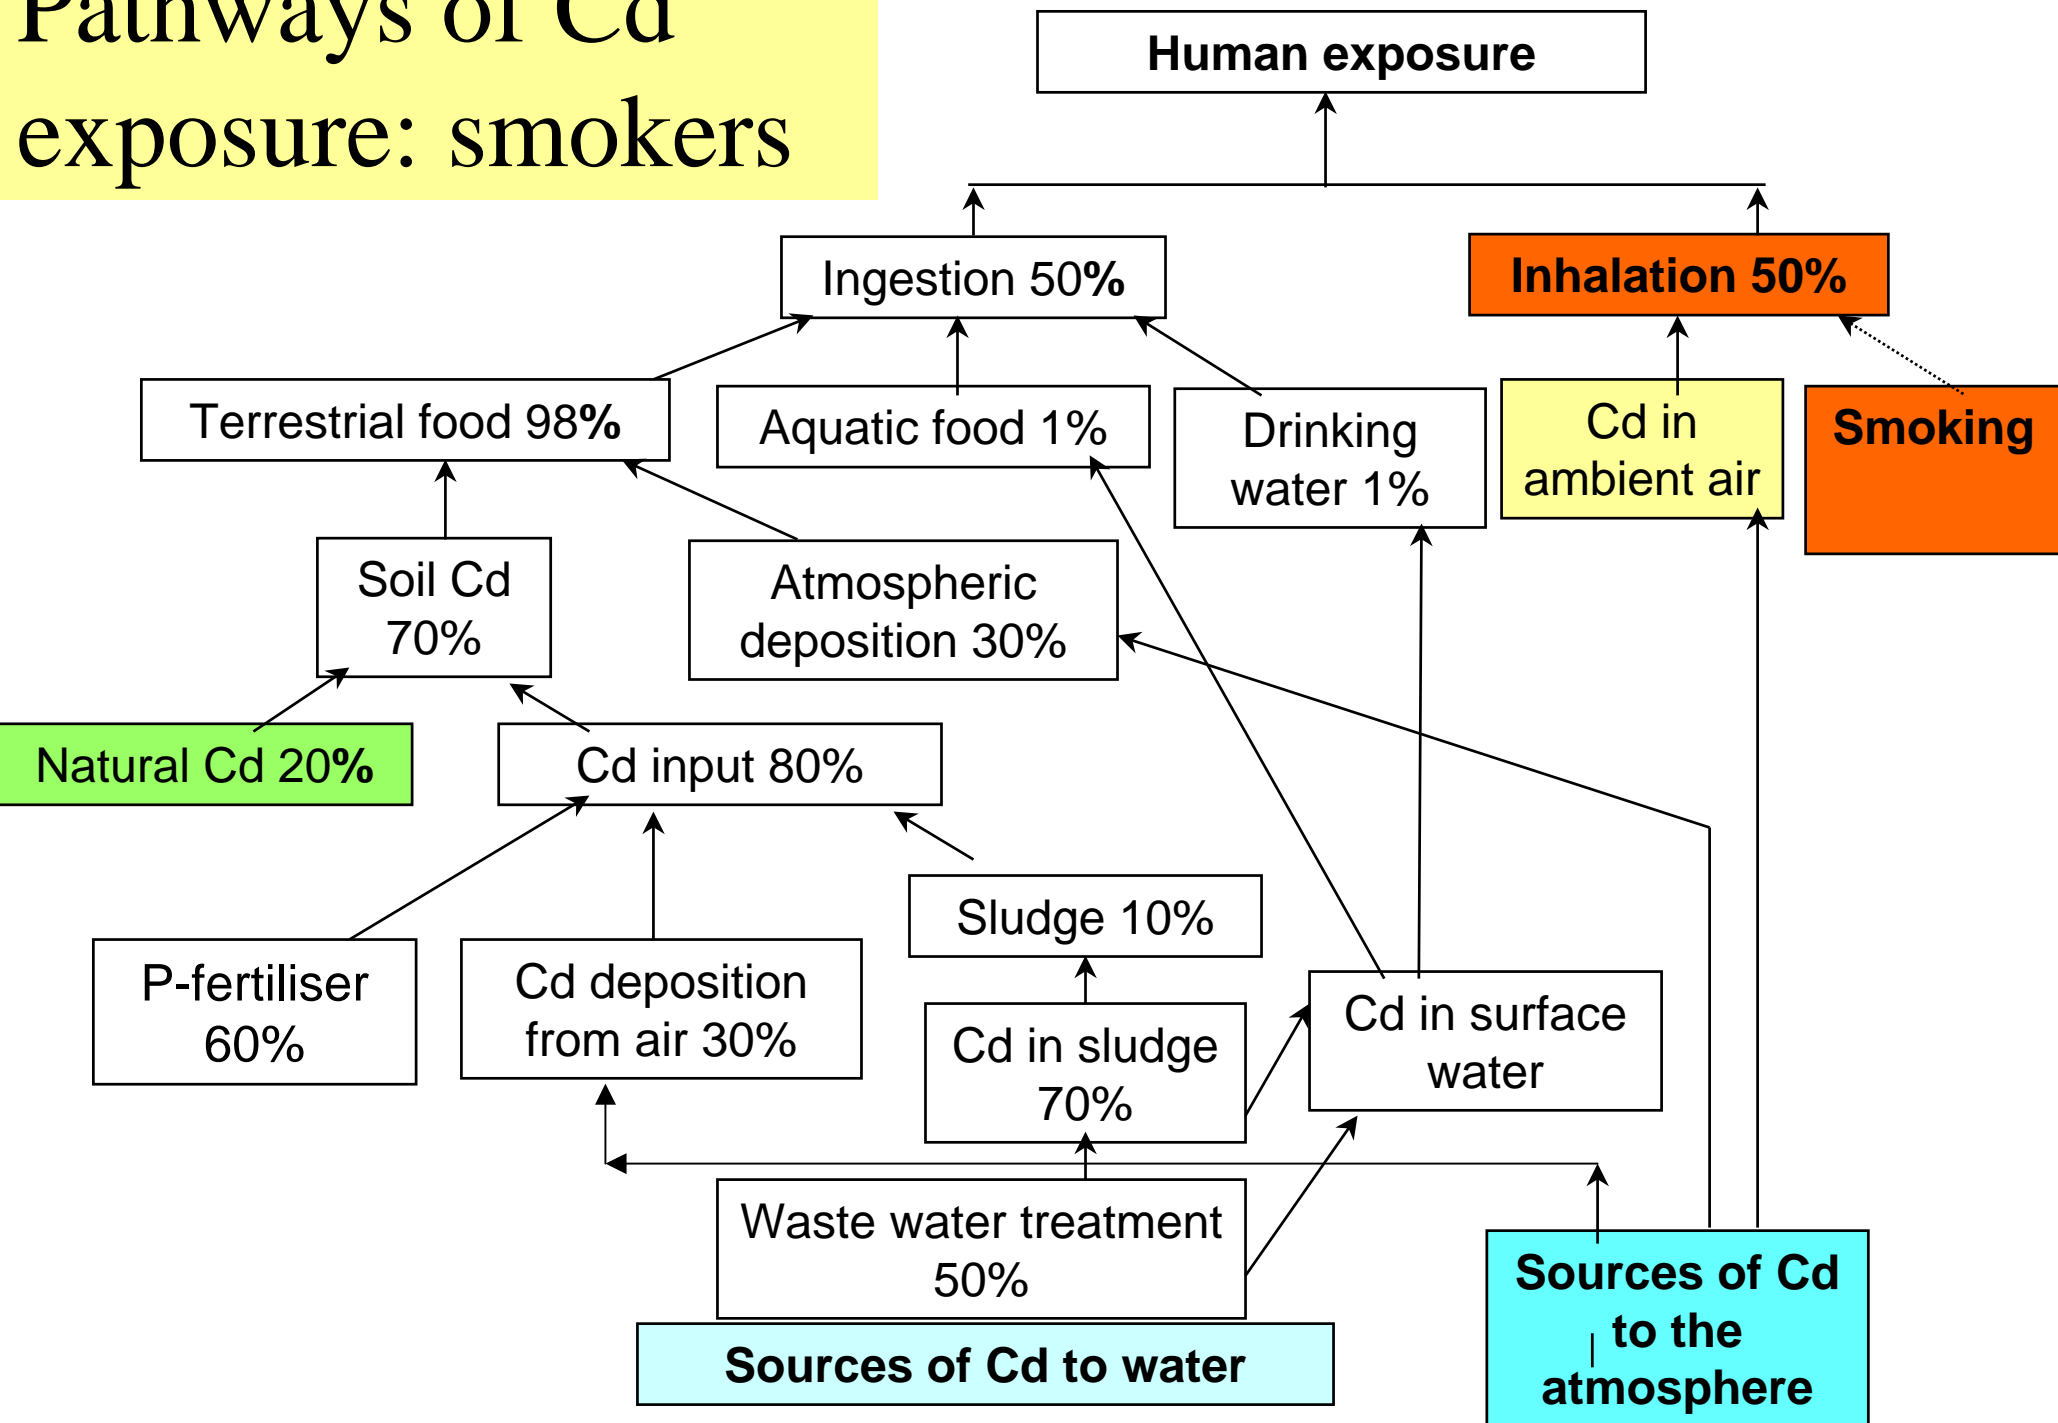 Pathways of Cd
exposure: smokers
Human exposure
Ingestion 50%
Inhalation 50%
Terrestrial food 98%
Aquatic food 1%
Drinking
water 1%
Cd in
ambient air
Smoking
Soil Cd
70%
Atmospheric
deposition 30%
Natural Cd 20%
Cd input 80%
Sludge 10%
P-fertiliser
60%
Cd deposition
from air 30%
Cd in sludge
70%
Cd in surface
water
Waste water treatment
50%
Sources of Cd to water
Sources of Cd
to the
atmosphere